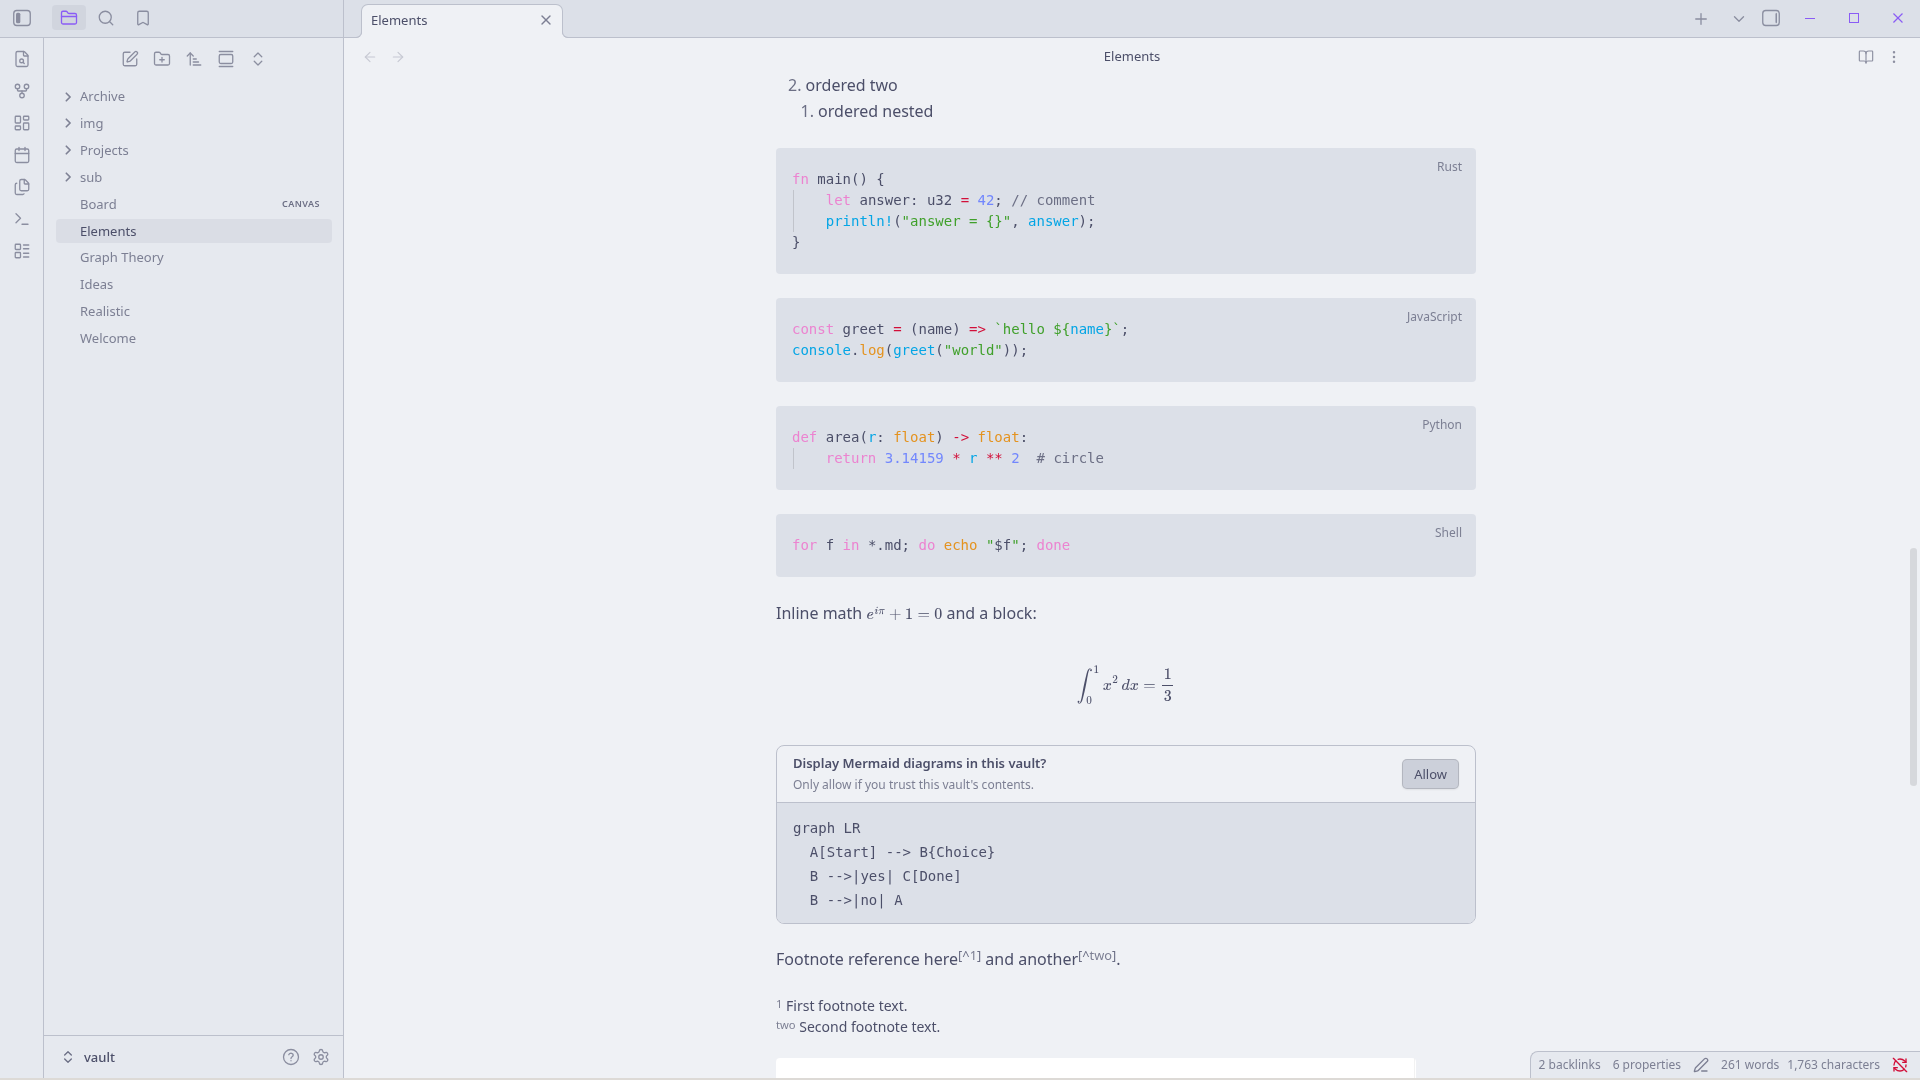 Elements
Elements
Archive
img
Projects
sub
Board CANVAS
Elements
Graph Theory
Ideas
Realistic
Welcome
vault
2. ordered two
1. ordered nested
Rust
fn main() {
    let answer: u32 = 42; // comment
    println!("answer = {}", answer);
}
JavaScript
const greet = (name) => `hello ${name}`;
console.log(greet("world"));
Python
def area(r: float) -> float:
    return 3.14159 * r ** 2  # circle
Shell
for f in *.md; do echo "$f"; done
Inline math e^{iπ} + 1 = 0 and a block:
∫_0^1 x^2 dx = 1/3
Display Mermaid diagrams in this vault?
Only allow if you trust this vault's contents.
Allow
graph LR
  A[Start] --> B{Choice}
  B -->|yes| C[Done]
  B -->|no| A
Footnote reference here[^1] and another[^two].
1 First footnote text.
two Second footnote text.
2 backlinks 6 properties 261 words 1,763 characters